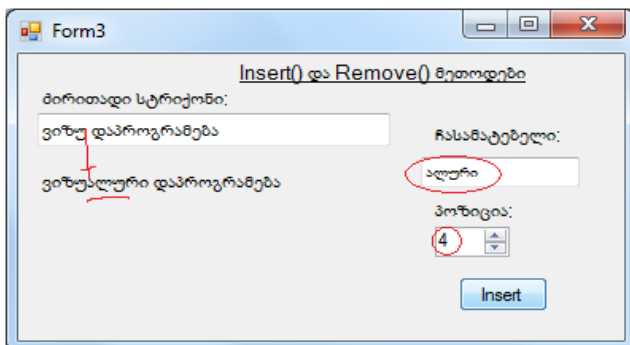 Form3
Insert() და Remove() მეთოდები
ძირითადი სტრიქონი:
ვიზუ დაპროგრამება
ჩასამატებელი:
ვიზუალური დაპროგრამება
ალური
პოზიცია:
4
Insert